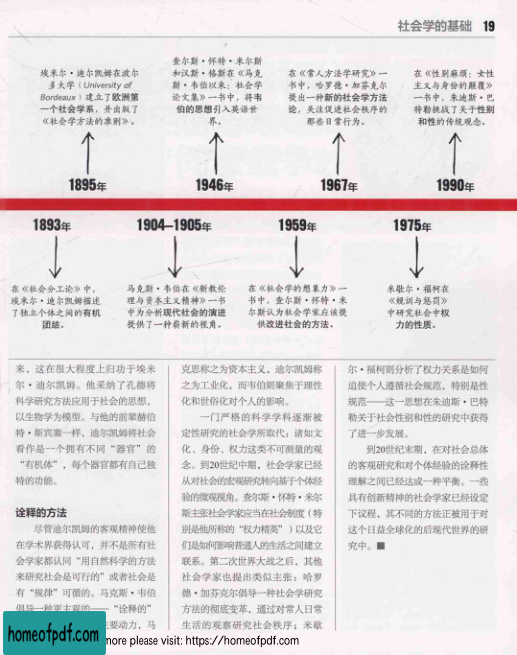 社会学的基础 19
埃米尔·迪尔凯姆在波尔
多大学（University of
Bordeaux）建立了欧洲第
一个社会学系，并出版了
《社会学方法的准则》。
1895年
查尔斯·怀特·米尔斯
和汉斯·格斯在《马克
斯·韦伯以来：社会学
论文集》一书中，将韦
伯的思想引入英语世
界。
1946年
在《常人方法学研究》一
书中，哈罗德·加芬克尔
提出一种新的社会学方法
论，关注促进社会秩序的
那些日常行为。
1967年
在《性别麻烦：女性
主义与身份的颠覆》
一书中，朱迪斯·巴
特勒挑战了关于性别
和性的传统观念。
1990年
1893年
在《社会分工论》中，
埃米尔·迪尔凯姆描述
了独立个体之间的有机
团结。
1904–1905年
马克斯·韦伯在《新教伦
理与资本主义精神》一书
中为分析现代社会的演进
提供了一种崭新的视角。
1959年
在《社会学的想象力》一
书中，查尔斯·怀特·米
尔斯认为社会学家应该提
供改进社会的方法。
1975年
米歇尔·福柯在
《规训与惩罚》
中研究社会中权
力的性质。
来，这在很大程度上归功于埃米
尔·迪尔凯姆。他采纳了孔德将
科学研究方法应用于社会的思想，
以生物学为模型。与他的前辈赫伯
特·斯宾塞一样，迪尔凯姆将社会
看作是一个拥有不同“器官”的
“有机体”，每个器官都有自己独
特的功能。
诠释的方法
尽管迪尔凯姆的客观精神使他
在学术界获得认可，并不是所有社
会学家都认同“用自然科学的方法
来研究社会是可行的”或者社会是
有“规律”可循的。马克斯·韦伯
倡导一种更主观的——“诠释的”
主要动力，马
克思称之为资本主义，迪尔凯姆称
之为工业化，而韦伯则聚焦于理性
化和世俗化对个人的影响。
一门严格的科学学科逐渐被
定性研究的社会学所取代：诸如文
化、身份、权力这类不可测量的观
念。到20世纪中期，社会学家已经
从对社会的宏观研究转向基于个体经
验的微观视角。查尔斯·怀特·米尔
斯主张社会学家应当在社会制度（特
别是他所称的“权力精英”）以及它
们是如何影响普通人的生活之间建立
联系。第二次世界大战之后，其他
社会学家也提出类似主张：哈罗
德·加芬克尔倡导一种社会学研究
方法的彻底变革，通过对常人日常
生活的观察研究社会秩序；米歇
尔·福柯则分析了权力关系是如何
迫使个人遵循社会规范，特别是性
规范——这一思想在朱迪斯·巴特
勒关于社会性别和性的研究中获得
了进一步发展。
到20世纪末期，在对社会总体
的客观研究和对个体经验的诠释性
理解之间已经达成一种平衡。一些
具有创新精神的社会学家已经设定
下议程，其不同的方法正被用于对
这个日益全球化的后现代世界的研
究中。■
homeofpdf.com
more please visit: https://homeofpdf.com